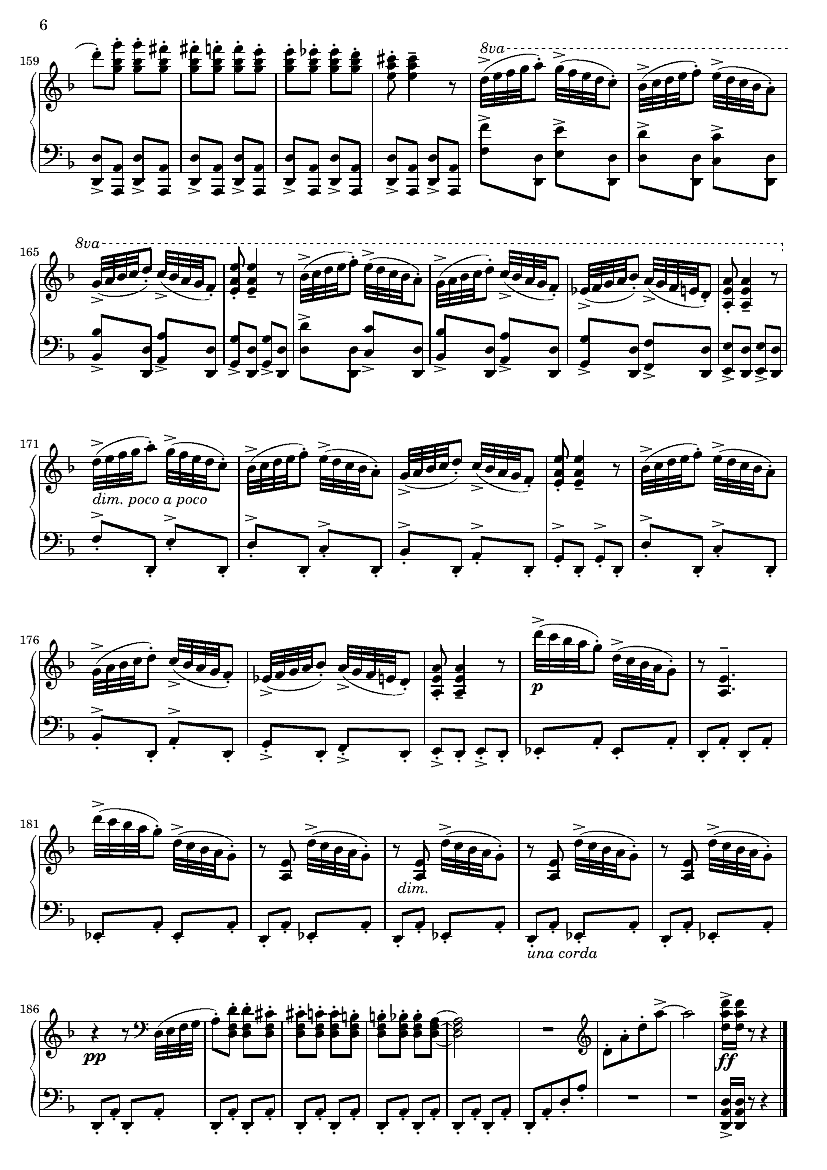 6
159
8va
165
8va
171
dim. poco a poco
176
p
181
dim.
una corda
186
pp
ff